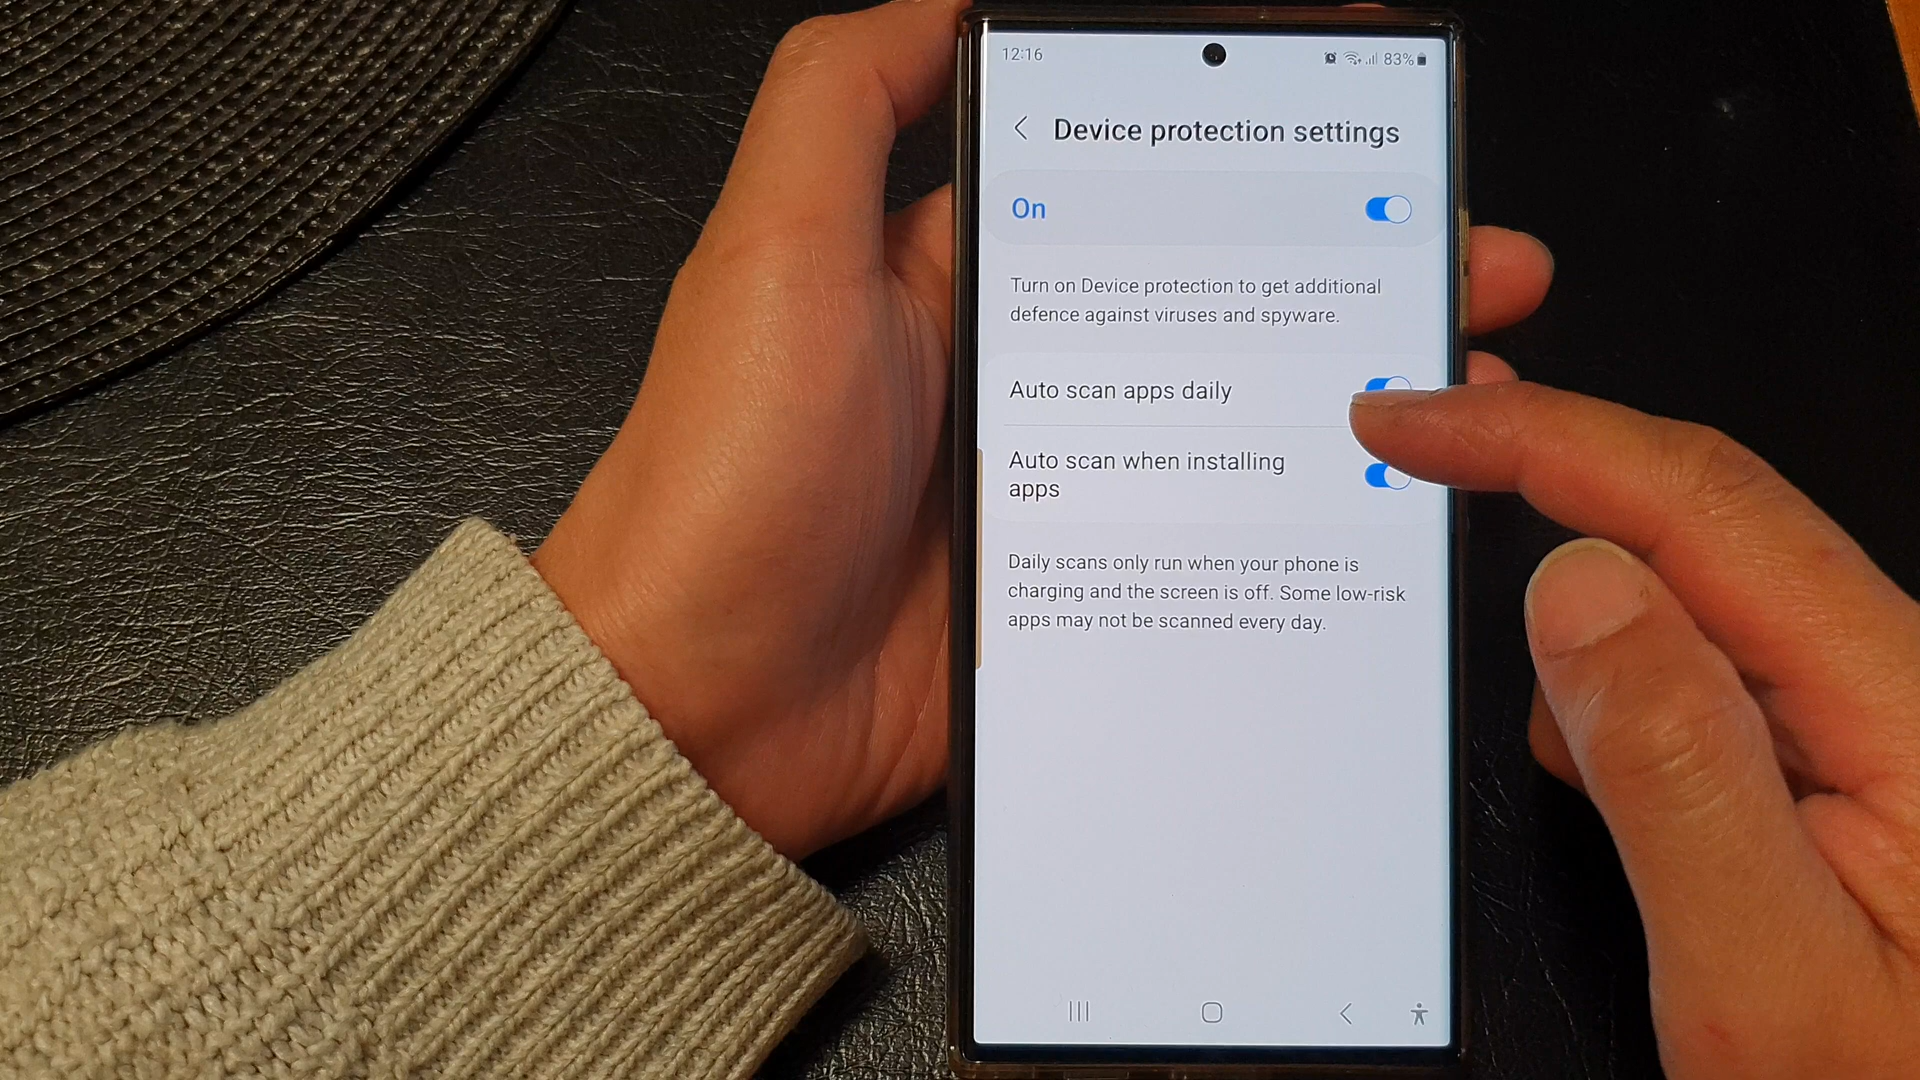 12:16
83%
Device protection settings
On
Turn on Device protection to get additional
defence against viruses and spyware.
Auto scan apps daily
Auto scan when installing
apps
Daily scans only run when your phone is
charging and the screen is off. Some low-risk
apps may not be scanned every day.